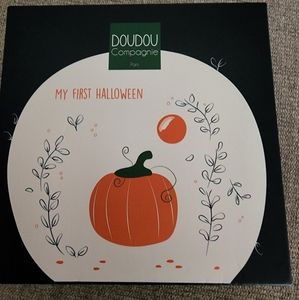 DOUDOU
Compagnie
Paris
MY FIRST HALLOWEEN